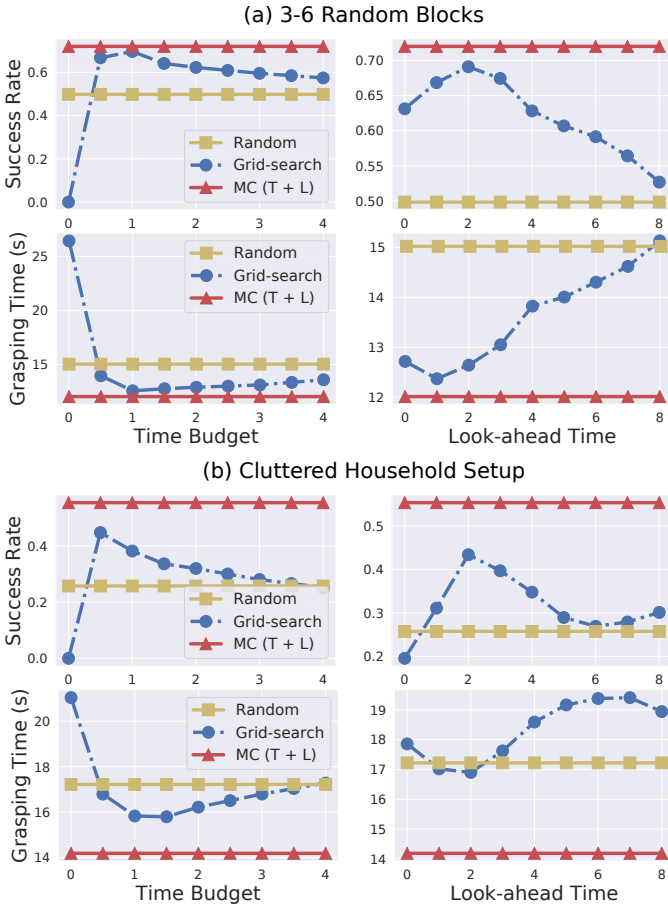 (a) 3-6 Random Blocks
Success Rate
0.6
0.4
0.2
0.0
Random
Grid-search
MC (T + L)
0 1 2 3 4
0.70
0.65
0.60
0.55
0.50
0 2 4 6 8
Grasping Time (s)
25
20
15
Random
Grid-search
MC (T + L)
0 1 2 3 4
Time Budget
15
14
13
12
0 2 4 6 8
Look-ahead Time
(b) Cluttered Household Setup
Success Rate
0.4
0.2
0.0
Random
Grid-search
MC (T + L)
0 1 2 3 4
0.5
0.4
0.3
0.2
0 2 4 6 8
Grasping Time (s)
20
18
16
14
Random
Grid-search
MC (T + L)
0 1 2 3 4
Time Budget
19
18
17
16
15
14
0 2 4 6 8
Look-ahead Time